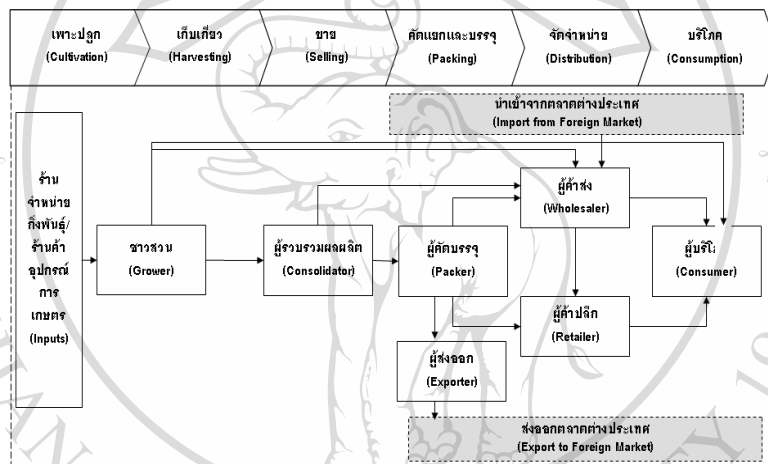 เพาะปลูก
(Cultivation)
เก็บเกี่ยว
(Harvesting)
ขาย
(Selling)
คัดแยกและบรรจุ
(Packing)
จัดจำหน่าย
(Distribution)
บริโภค
(Consumption)
นำเข้าจากตลาดต่างประเทศ
(Import from Foreign Market)
ร้าน
จำหน่าย
กิ่งพันธุ์/
ร้านค้า
อุปกรณ์
การ
เกษตร
(Inputs)
ชาวสวน
(Grower)
ผู้รวบรวมผลผลิต
(Consolidator)
ผู้คัดบรรจุ
(Packer)
ผู้ค้าส่ง
(Wholesaler)
ผู้บริโภ
(Consumer)
ผู้ค้าปลีก
(Retailer)
ผู้ส่งออก
(Exporter)
ส่งออกตลาดต่างประเทศ
(Export to Foreign Market)